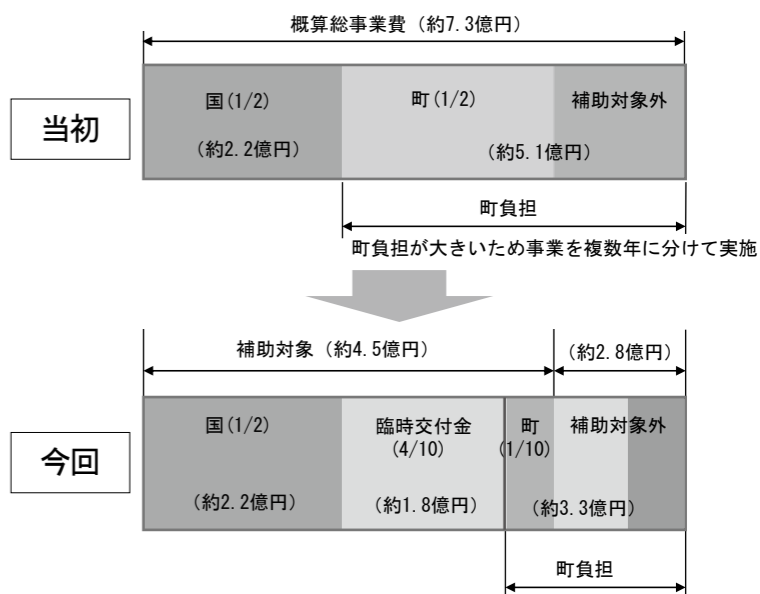 概算総事業費（約7.3億円）
当初
国(1/2)
町(1/2)
補助対象外
（約2.2億円）
（約5.1億円）
町負担
町負担が大きいため事業を複数年に分けて実施
補助対象（約4.5億円）
（約2.8億円）
今回
国(1/2)
臨時交付金
(4/10)
町
(1/10)
補助対象外
（約2.2億円）
（約1.8億円）
（約3.3億円）
町負担